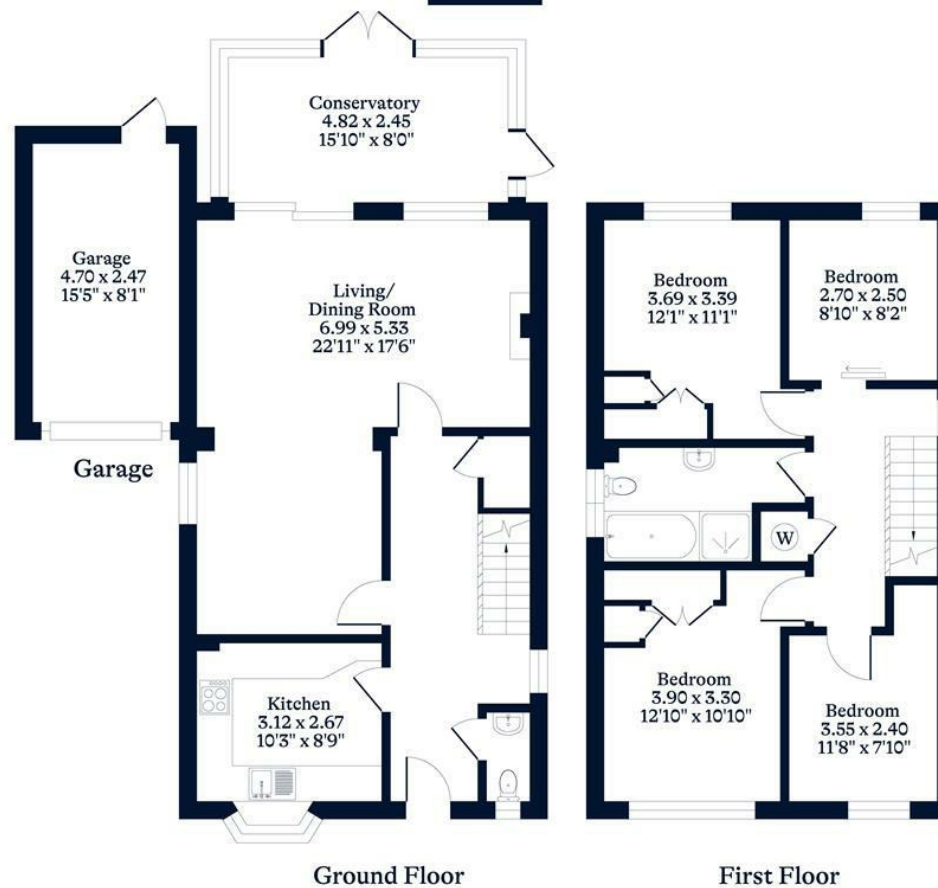 Conservatory
4.82 x 2.45
15'10" x 8'0"
Garage
4.70 x 2.47
15'5" x 8'1"
Living/
Dining Room
6.99 x 5.33
22'11" x 17'6"
Garage
Kitchen
3.12 x 2.67
10'3" x 8'9"
Ground Floor
Bedroom
3.69 x 3.39
12'1" x 11'1"
Bedroom
2.70 x 2.50
8'10" x 8'2"
W
Bedroom
3.90 x 3.30
12'10" x 10'10"
Bedroom
3.55 x 2.40
11'8" x 7'10"
First Floor